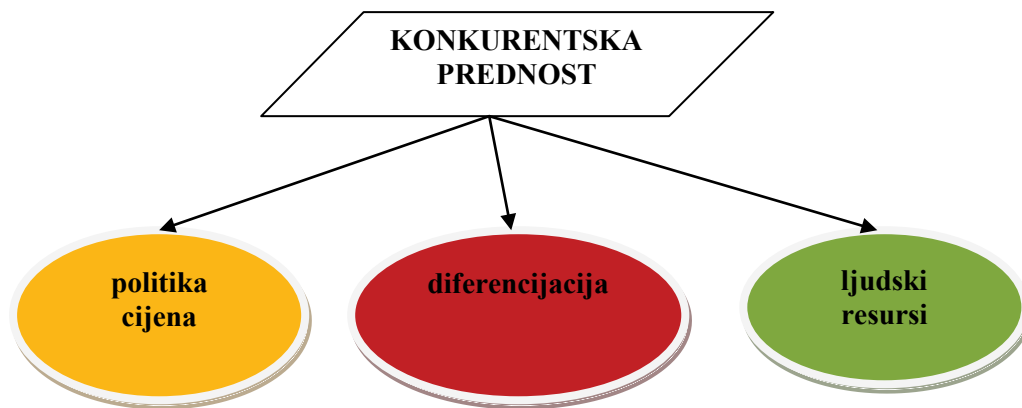 KONKURENTSKA
PREDNOST
politika
cijena
diferencijacija
ljudski
resursi